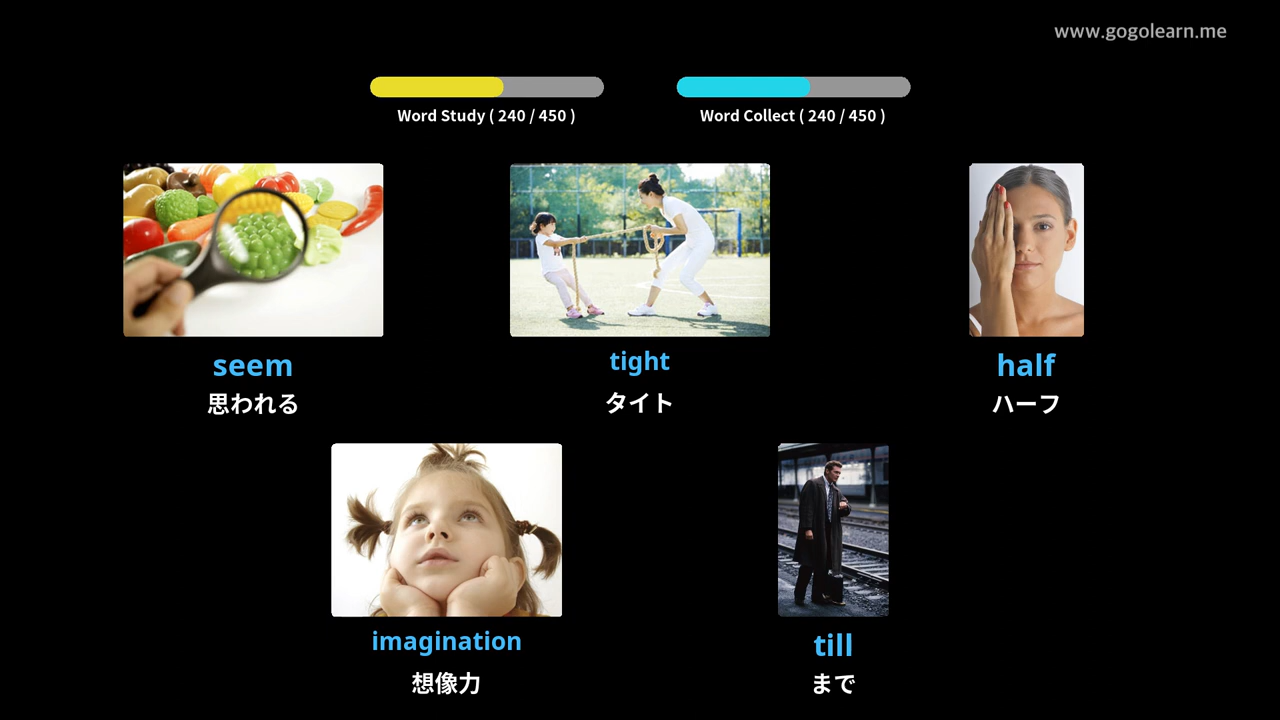 www.gogolearn.me
Word Study ( 240 / 450 )
Word Collect ( 240 / 450 )
seem
思われる
tight
タイト
half
ハーフ
imagination
想像力
till
まで